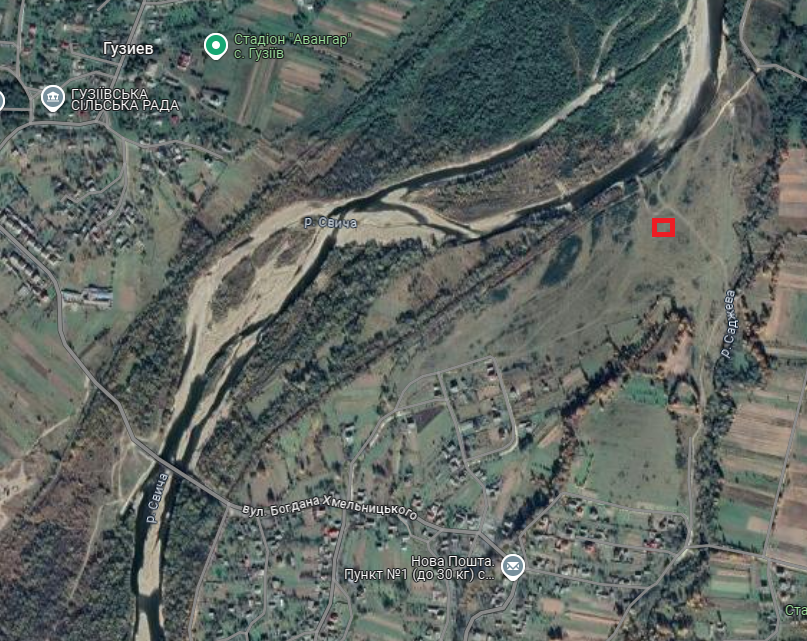 Гузиев
Стадіон "Авангар"
с. Гузіїв
ГУЗІЇВСЬКА
СІЛЬСЬКА РАДА
р. Свича
р. Саджева
р. Свича
вул. Богдана Хмельницького
Нова Пошта.
Пункт №1 (до 30 кг) с...
Ста